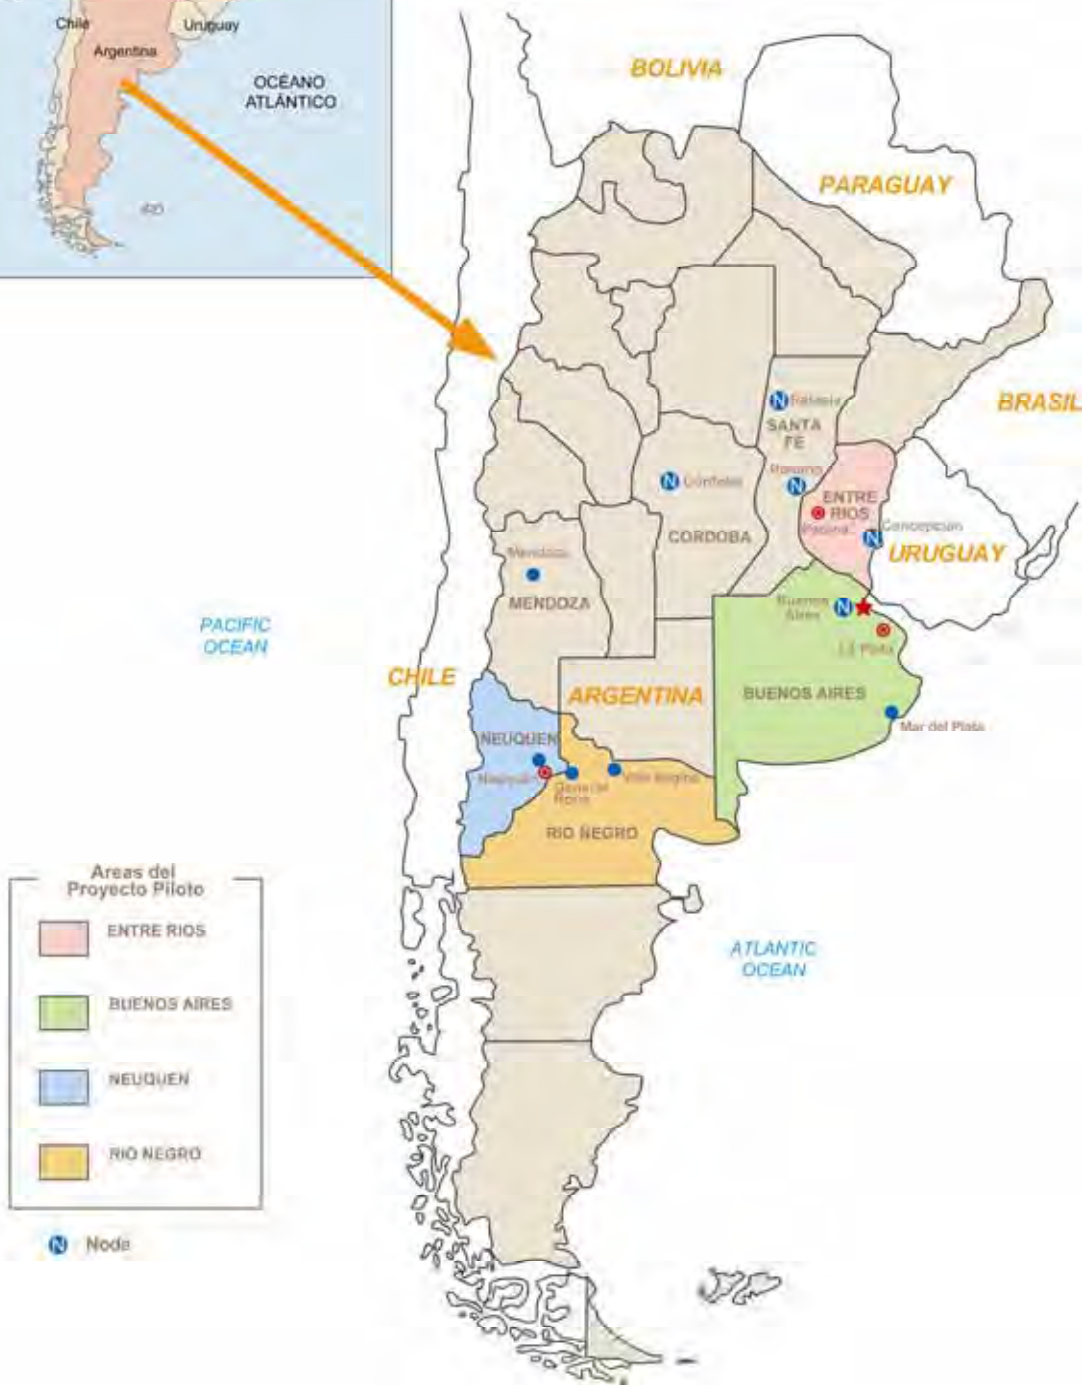 Chile
Uruguay
Argentina
OCÉANO
ATLÁNTICO
BOLIVIA
PARAGUAY
BRASIL
SANTA
FE
Rosario
ENTRE
RIOS
Concepción
Córdoba
CORDOBA
URUGUAY
Mendoza
MENDOZA
Buenos
Aires
La Plata
PACIFIC
OCEAN
CHILE
ARGENTINA
BUENOS AIRES
Mar del Plata
NEUQUEN
Neuquén
General
Roca
Villa Regina
RIO NEGRO
Areas del
Proyecto Piloto
ENTRE RIOS
BUENOS AIRES
NEUQUEN
RIO NEGRO
ATLANTIC
OCEAN
N
N
N
N
N
N Node